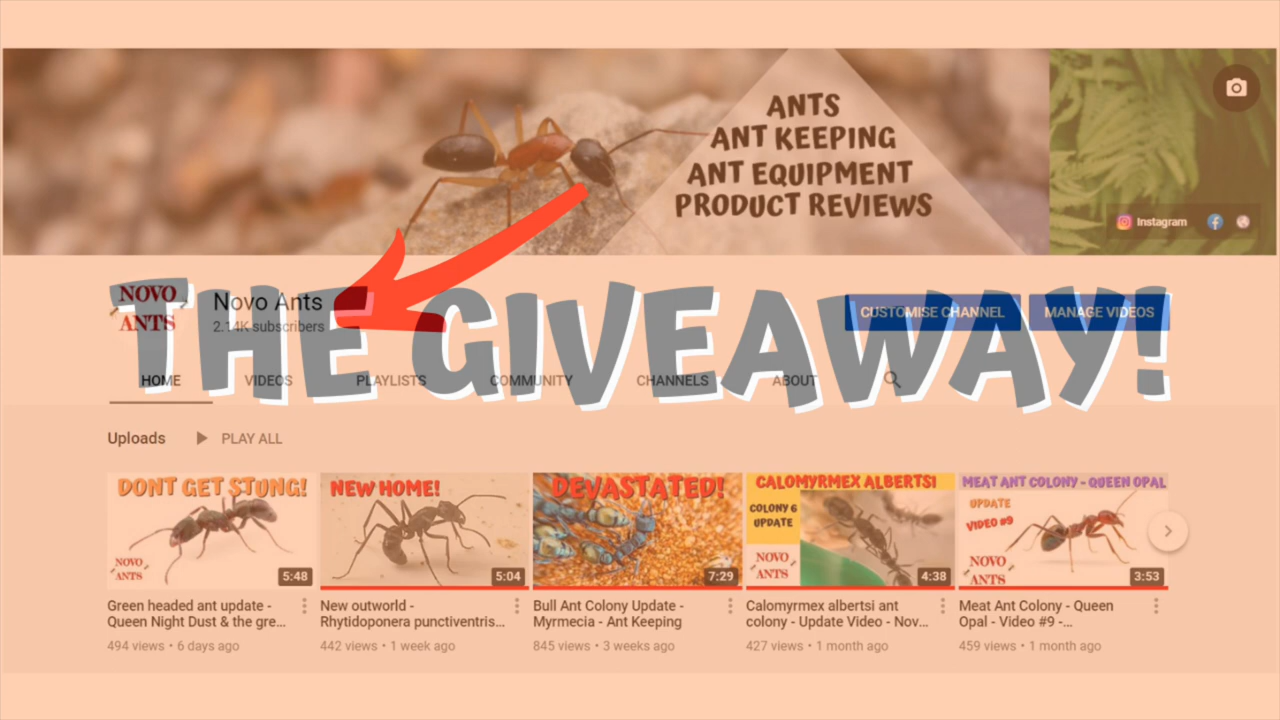 ANTS
ANT KEEPING
ANT EQUIPMENT
PRODUCT REVIEWS
Instagram
THE GIVEAWAY!
NOVO
ANTS
Novo Ants
2.14K subscribers
CUSTOMISE CHANNEL
MANAGE VIDEOS
HOME VIDEOS PLAYLISTS COMMUNITY CHANNELS ABOUT
Uploads PLAY ALL
DONT GET STUNG!
NOVO
ANTS
5:48
Green headed ant update -
Queen Night Dust & the gre...
494 views • 6 days ago
NEW HOME!
5:04
New outworld -
Rhytidoponera punctiventris...
442 views • 1 week ago
DEVASTATED!
7:29
Bull Ant Colony Update -
Myrmecia - Ant Keeping
845 views • 3 weeks ago
CALOMYRMEX ALBERTSI
COLONY 6
UPDATE
NOVO
ANTS
4:38
Calomyrmex albertsi ant
colony - Update Video - Nov...
427 views • 1 month ago
MEAT ANT COLONY - QUEEN OPAL
UPDATE
VIDEO #9
NOVO
ANTS
3:53
Meat Ant Colony - Queen
Opal - Video #9 -...
459 views • 1 month ago